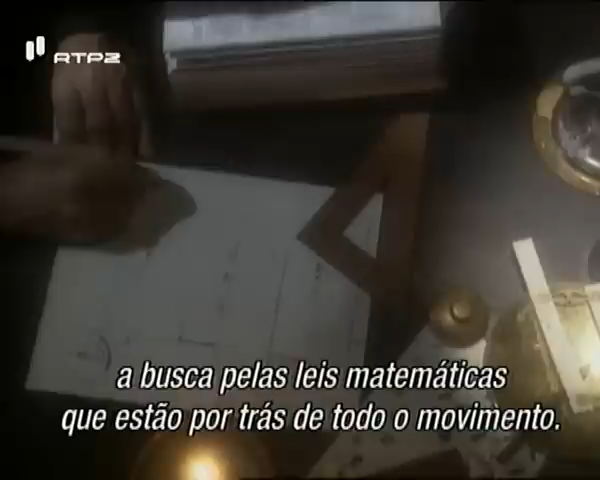 RTP2
a busca pelas leis matemáticas
que estão por trás de todo o movimento.